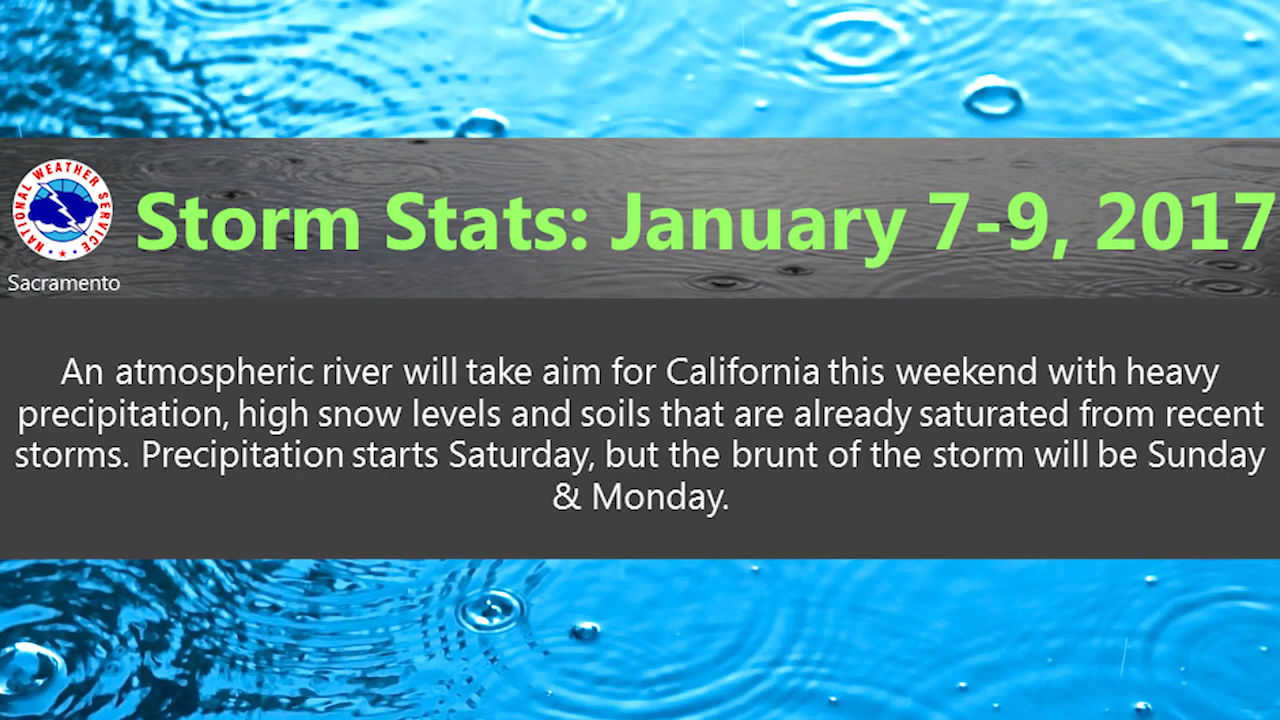 NATIONAL WEATHER SERVICE
Storm Stats: January 7-9, 2017
Sacramento
An atmospheric river will take aim for California this weekend with heavy
precipitation, high snow levels and soils that are already saturated from recent
storms. Precipitation starts Saturday, but the brunt of the storm will be Sunday
& Monday.